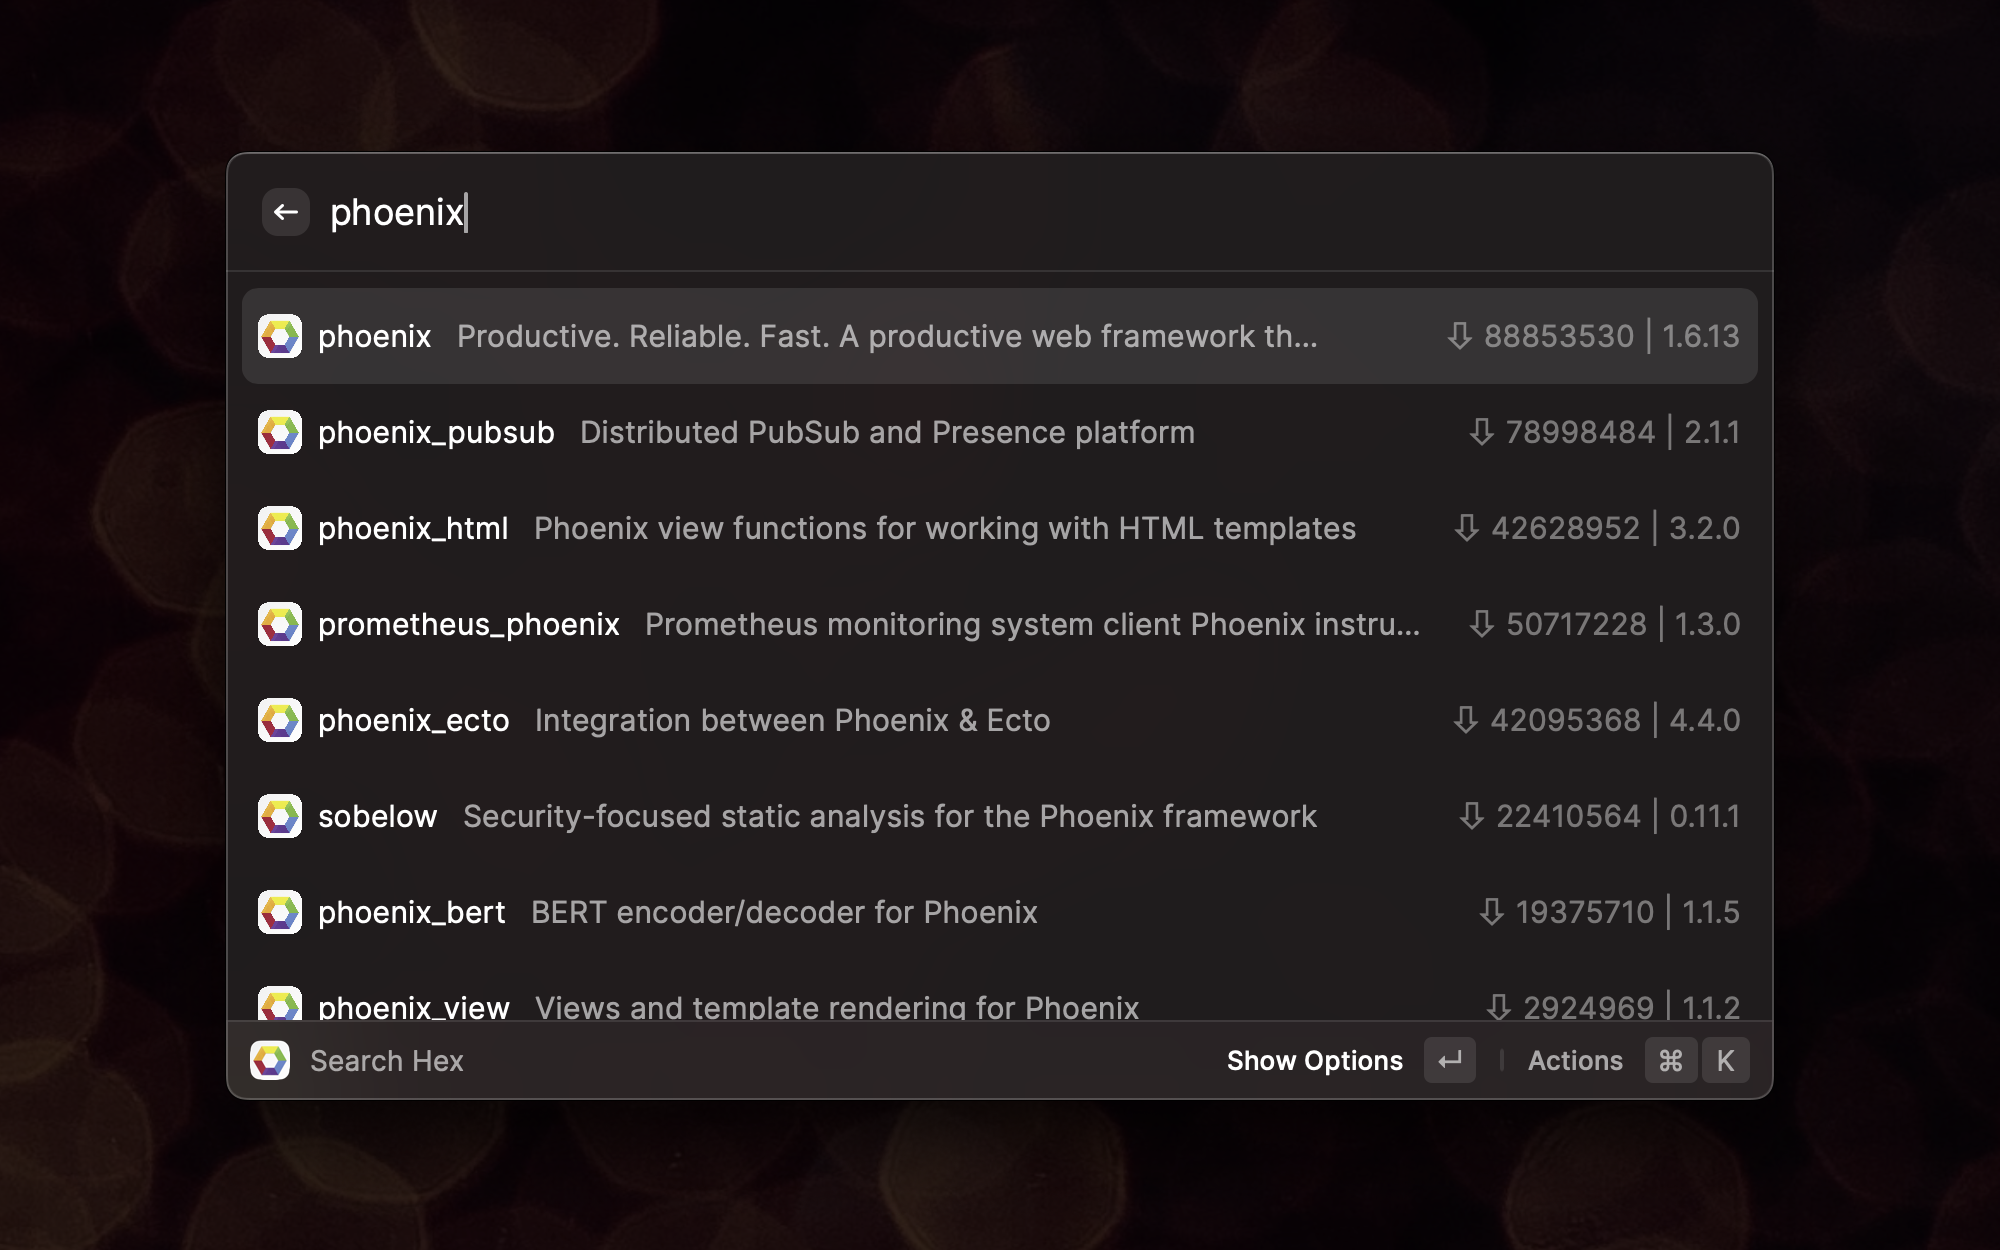 phoenix
phoenix Productive. Reliable. Fast. A productive web framework th... 88853530 | 1.6.13
phoenix_pubsub Distributed PubSub and Presence platform 78998484 | 2.1.1
phoenix_html Phoenix view functions for working with HTML templates 42628952 | 3.2.0
prometheus_phoenix Prometheus monitoring system client Phoenix instru... 50717228 | 1.3.0
phoenix_ecto Integration between Phoenix & Ecto 42095368 | 4.4.0
sobelow Security-focused static analysis for the Phoenix framework 22410564 | 0.11.1
phoenix_bert BERT encoder/decoder for Phoenix 19375710 | 1.1.5
phoenix_view Views and template rendering for Phoenix 2924969 | 1.1.2
Search Hex Show Options ↵ | Actions ⌘ K